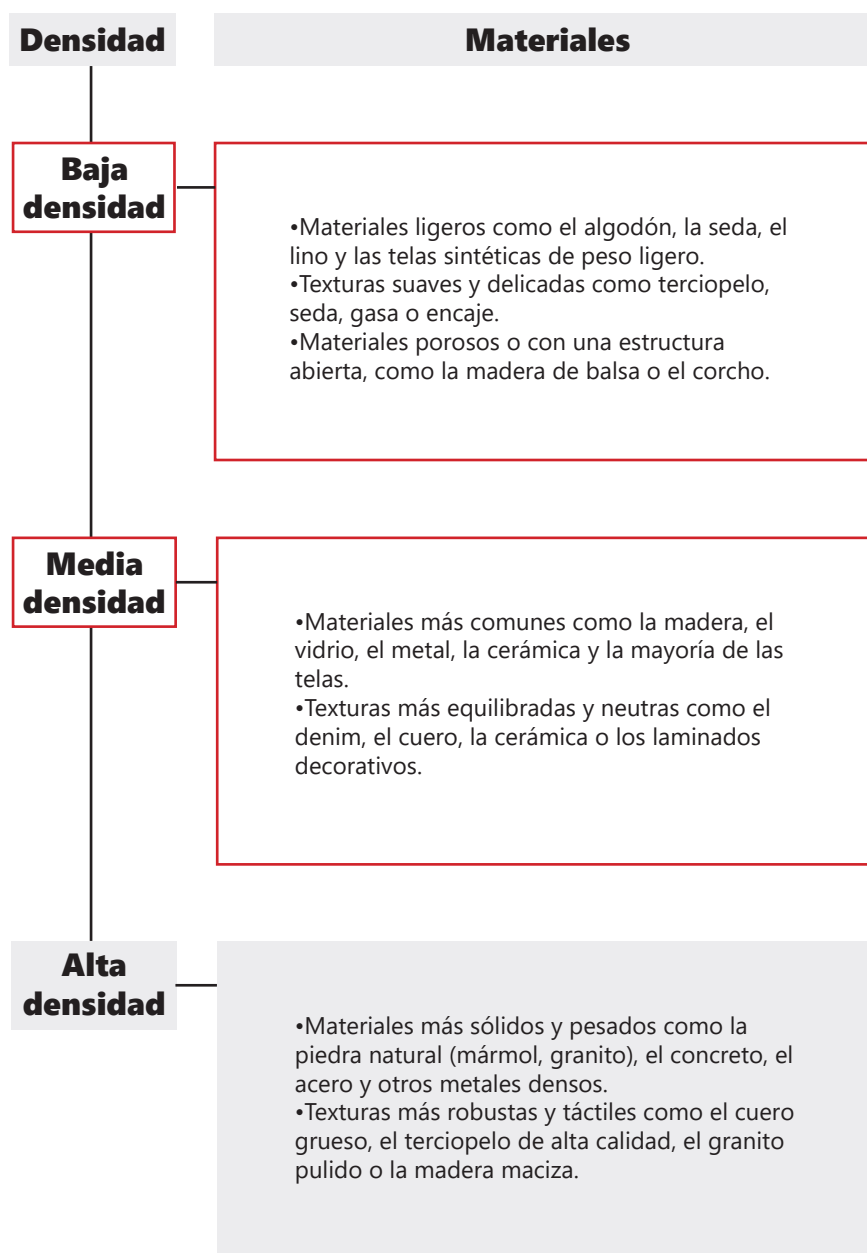 Densidad
Materiales
Baja
densidad
•Materiales ligeros como el algodón, la seda, el
lino y las telas sintéticas de peso ligero.
•Texturas suaves y delicadas como terciopelo,
seda, gasa o encaje.
•Materiales porosos o con una estructura
abierta, como la madera de balsa o el corcho.
Media
densidad
•Materiales más comunes como la madera, el
vidrio, el metal, la cerámica y la mayoría de las
telas.
•Texturas más equilibradas y neutras como el
denim, el cuero, la cerámica o los laminados
decorativos.
Alta
densidad
•Materiales más sólidos y pesados como la
piedra natural (mármol, granito), el concreto, el
acero y otros metales densos.
•Texturas más robustas y táctiles como el cuero
grueso, el terciopelo de alta calidad, el granito
pulido o la madera maciza.